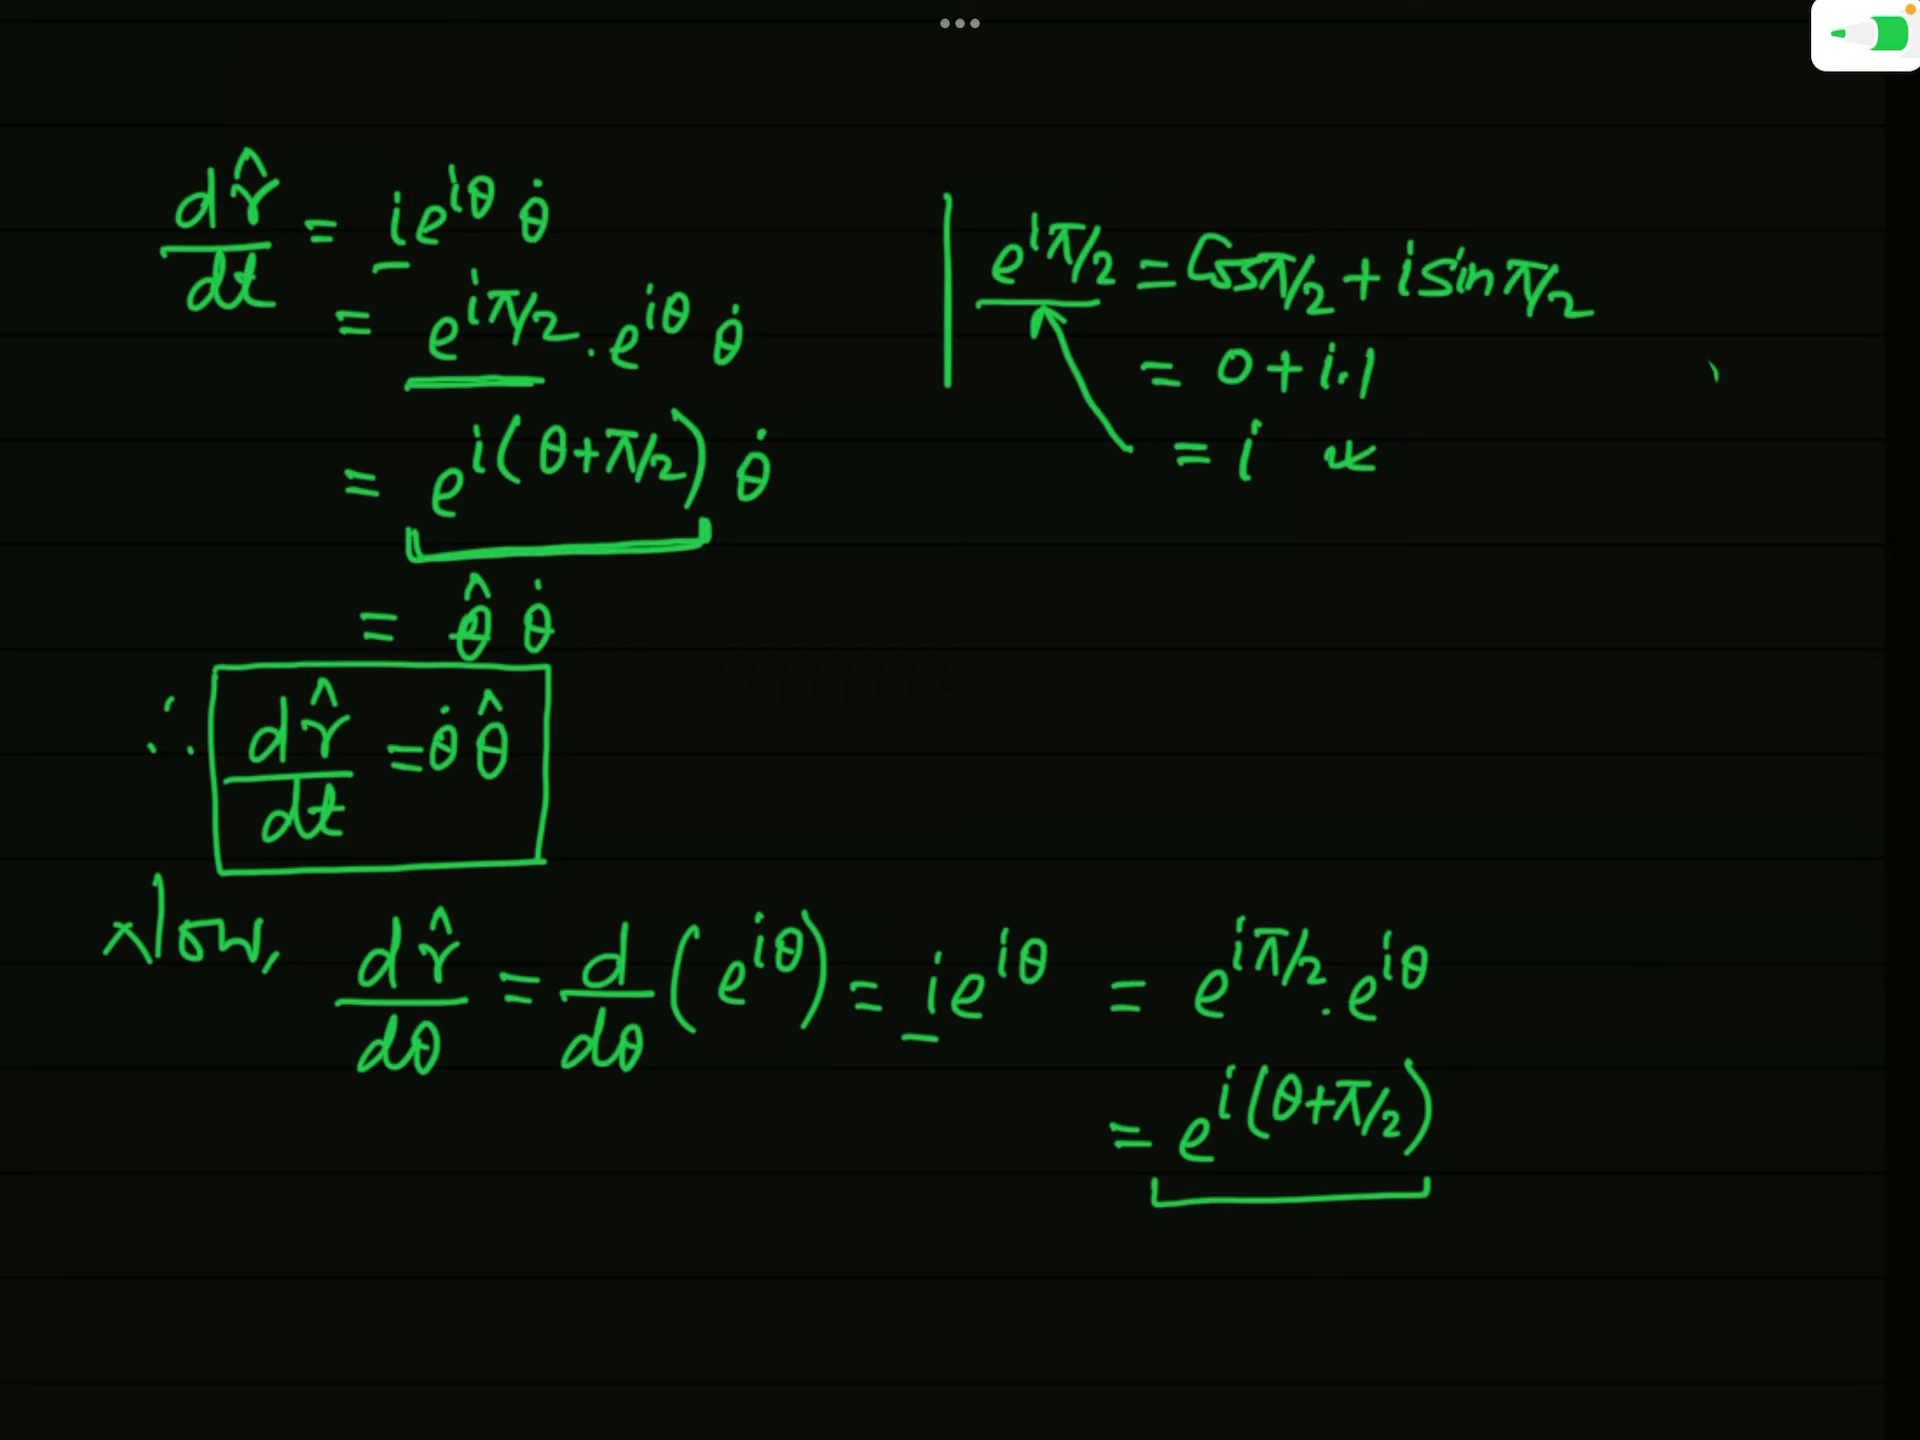 dr̂/dt = ie^{iθ} θ̇
= e^{iπ/2} . e^{iθ} θ̇
= e^{i(θ+π/2)} θ̇
= θ̂ θ̇
∴ dr̂/dt = θ̇ θ̂
e^{iπ/2} = Cosπ/2 + i sin π/2
= 0 + i.1
= i
Now, dr̂/dθ = d/dθ (e^{iθ}) = ie^{iθ} = e^{iπ/2} . e^{iθ}
= e^{i(θ+π/2)}